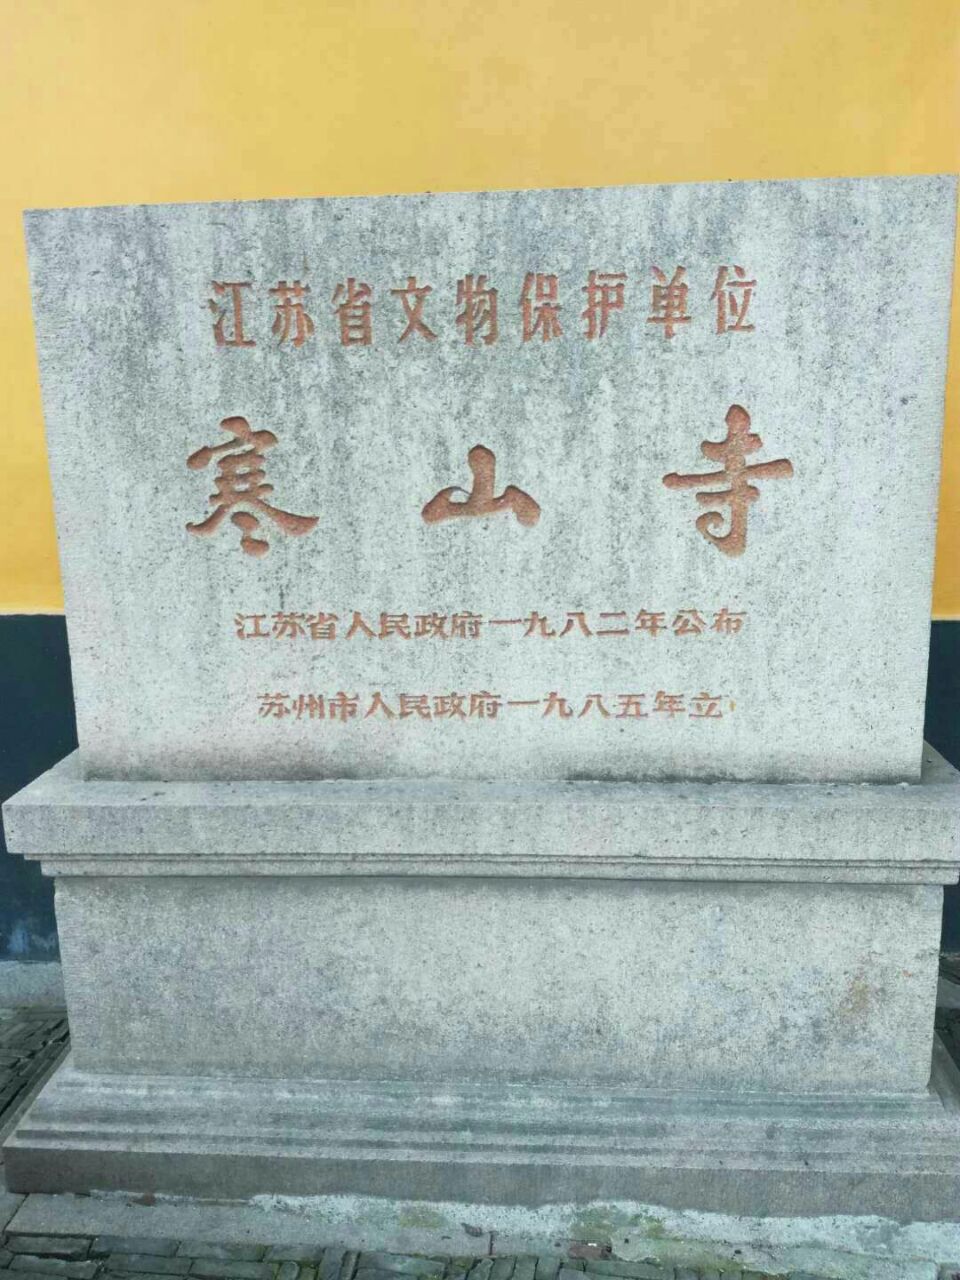 江苏省文物保护单位
寒山寺
江苏省人民政府一九八二年公布
苏州市人民政府一九八五年立